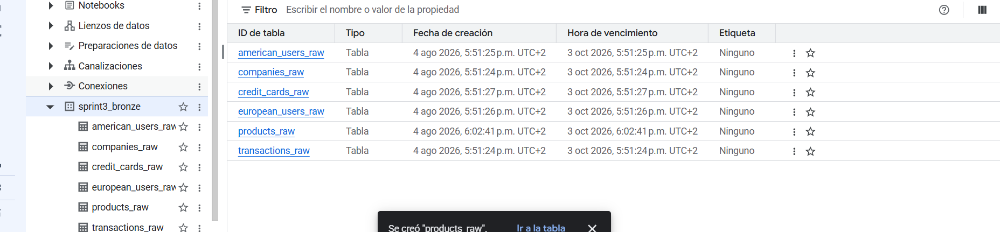 Notebooks
Lienzos de datos
Preparaciones de datos
Canalizaciones
Conexiones
sprint3_bronze
american_users_raw
companies_raw
credit_cards_raw
european_users_raw
products_raw
transactions_raw
Filtro Escribir el nombre o valor de la propiedad
ID de tabla Tipo Fecha de creación Hora de vencimiento Etiqueta
american_users_raw Tabla 4 ago 2026, 5:51:25 p.m. UTC+2 3 oct 2026, 5:51:25 p.m. UTC+2 Ninguno
companies_raw Tabla 4 ago 2026, 5:51:24 p.m. UTC+2 3 oct 2026, 5:51:24 p.m. UTC+2 Ninguno
credit_cards_raw Tabla 4 ago 2026, 5:51:27 p.m. UTC+2 3 oct 2026, 5:51:27 p.m. UTC+2 Ninguno
european_users_raw Tabla 4 ago 2026, 5:51:26 p.m. UTC+2 3 oct 2026, 5:51:26 p.m. UTC+2 Ninguno
products_raw Tabla 4 ago 2026, 6:02:41 p.m. UTC+2 3 oct 2026, 6:02:41 p.m. UTC+2 Ninguno
transactions_raw Tabla 4 ago 2026, 5:51:24 p.m. UTC+2 3 oct 2026, 5:51:24 p.m. UTC+2 Ninguno
Se creó "products_raw". Ir a la tabla